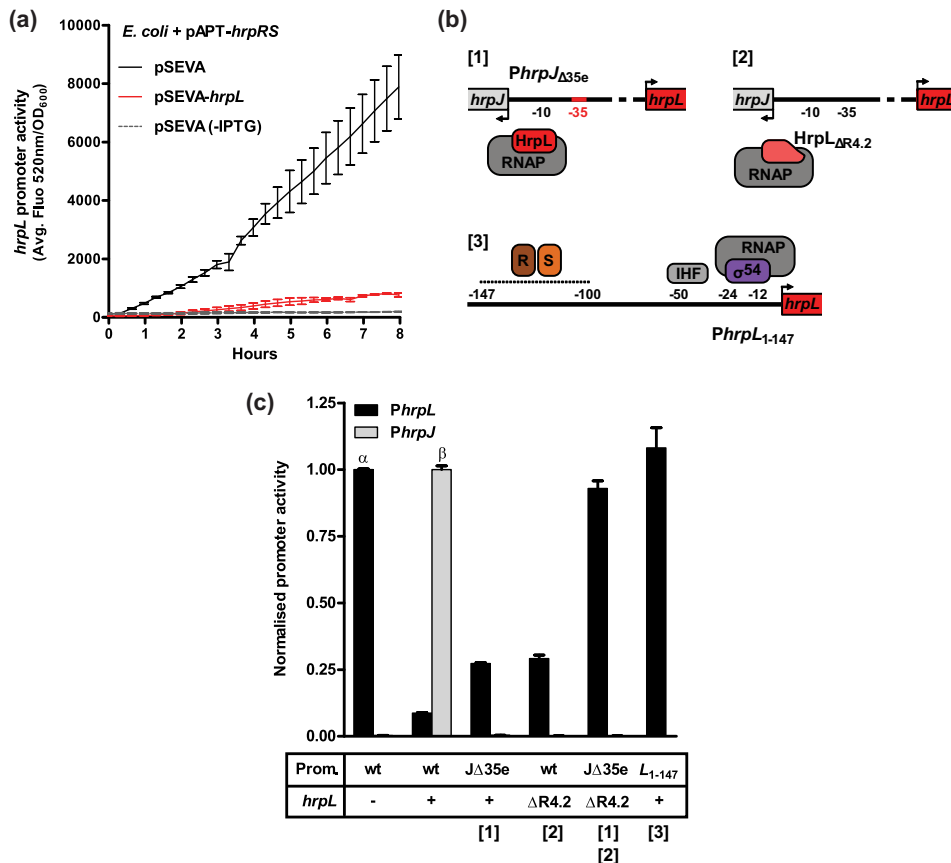 (a)
E. coli + pAPT-hrpRS
pSEVA
pSEVA-hrpL
pSEVA (-IPTG)
hrpL promoter activity
(Avg. Fluo 520nm/OD600)
10000
8000
6000
4000
2000
0
0 1 2 3 4 5 6 7 8
Hours
(b)
[1]
PhrpJΔ35e
hrpJ
-10
-35
hrpL
HrpL
RNAP
[2]
hrpJ
-10
-35
hrpL
HrpLΔR4.2
RNAP
[3]
R
S
IHF
RNAP
σ54
-147
-100
-50
-24
-12
hrpL
PhrpL1-147
(c)
PhrpL
PhrpJ
Normalised promoter activity
1.25
1.00
0.75
0.50
0.25
0.00
α
β
Prom. wt wt JΔ35e wt JΔ35e L1-147
hrpL - + + ΔR4.2 ΔR4.2 +
[1] [2] [1] [3]
[2]